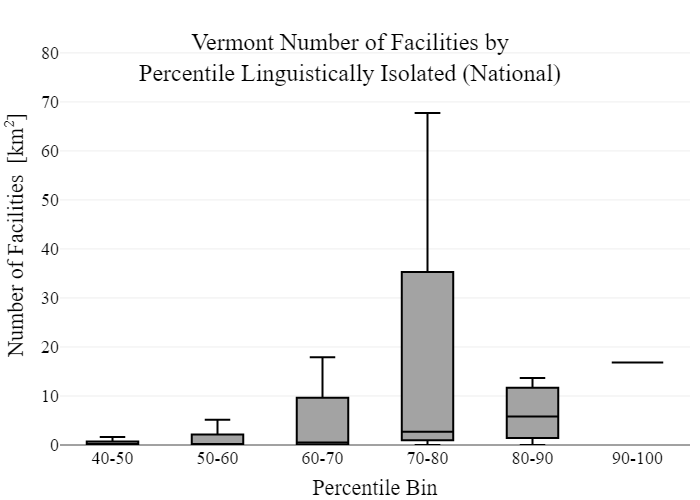 Vermont Number of Facilities by
Percentile Linguistically Isolated (National)
Number of Facilities [km²]
80
70
60
50
40
30
20
10
0
40-50 50-60 60-70 70-80 80-90 90-100
Percentile Bin